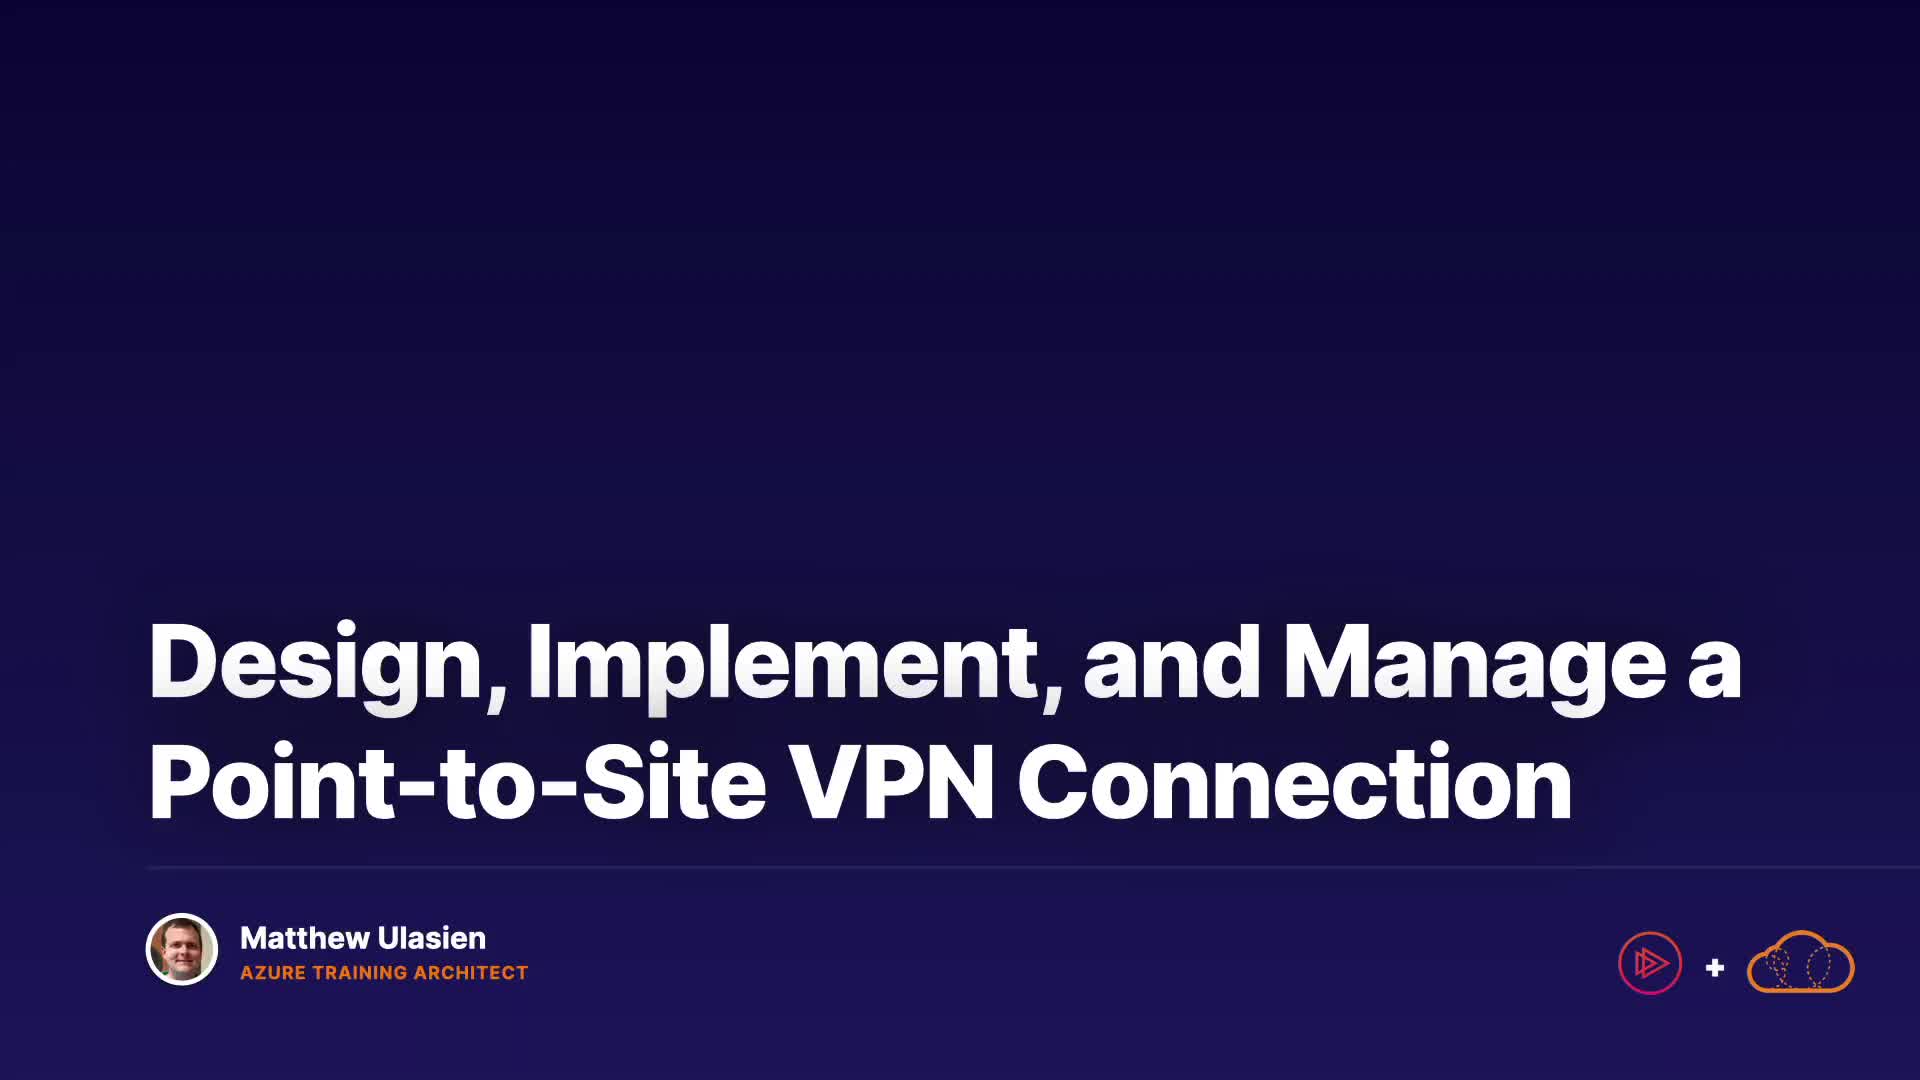 Design, Implement, and Manage a
Point-to-Site VPN Connection
Matthew Ulasien
AZURE TRAINING ARCHITECT
+